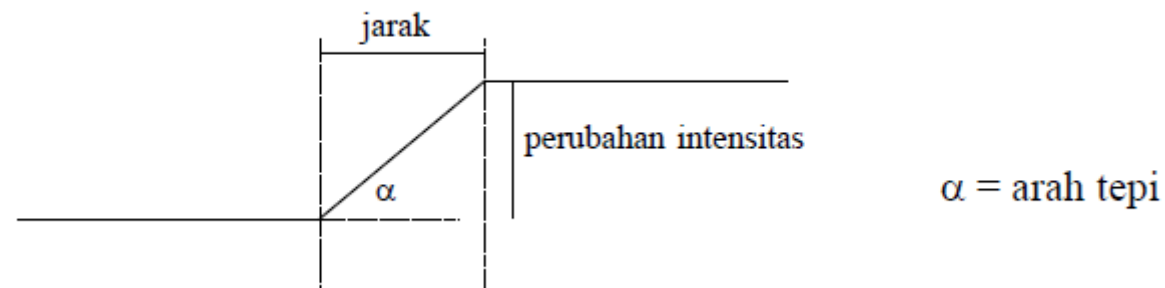 jarak
perubahan intensitas
α
α = arah tepi